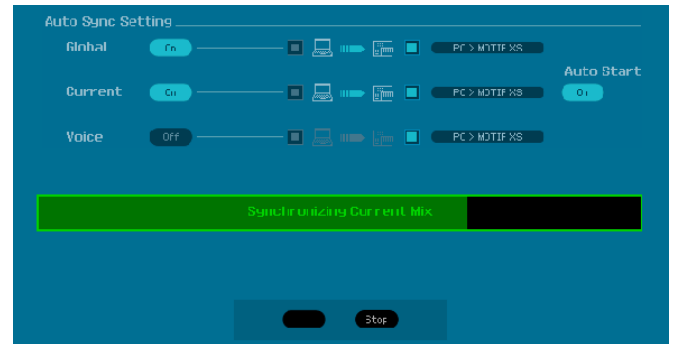 Auto Sync Setting
Global On PC > MOTIF XS
Auto Start
Current On PC > MOTIF XS On
Voice Off PC > MOTIF XS
Synchronizing Current Mix
Stop